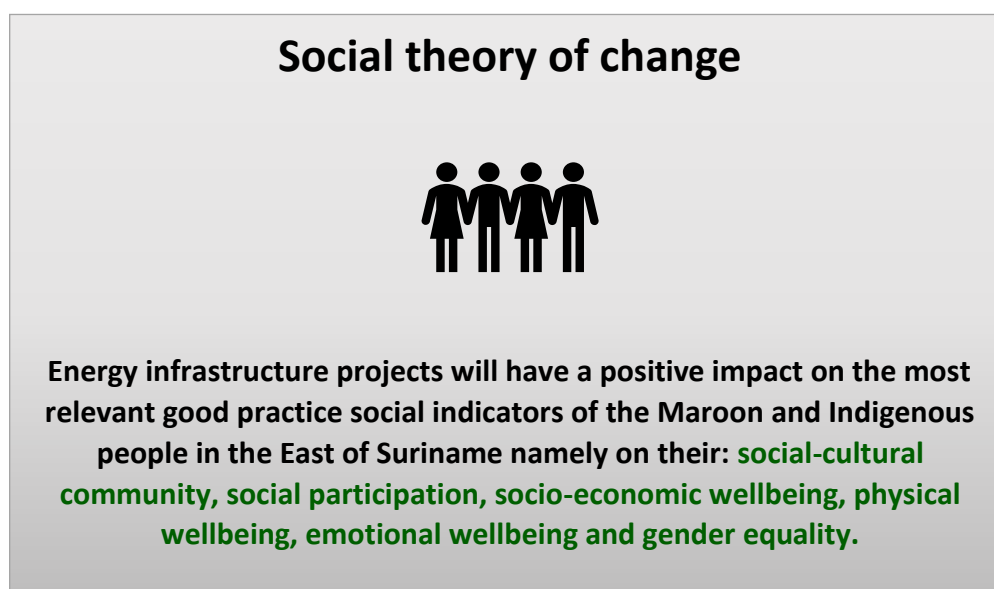 Social theory of change
Energy infrastructure projects will have a positive impact on the most
relevant good practice social indicators of the Maroon and Indigenous
people in the East of Suriname namely on their: social-cultural
community, social participation, socio-economic wellbeing, physical
wellbeing, emotional wellbeing and gender equality.